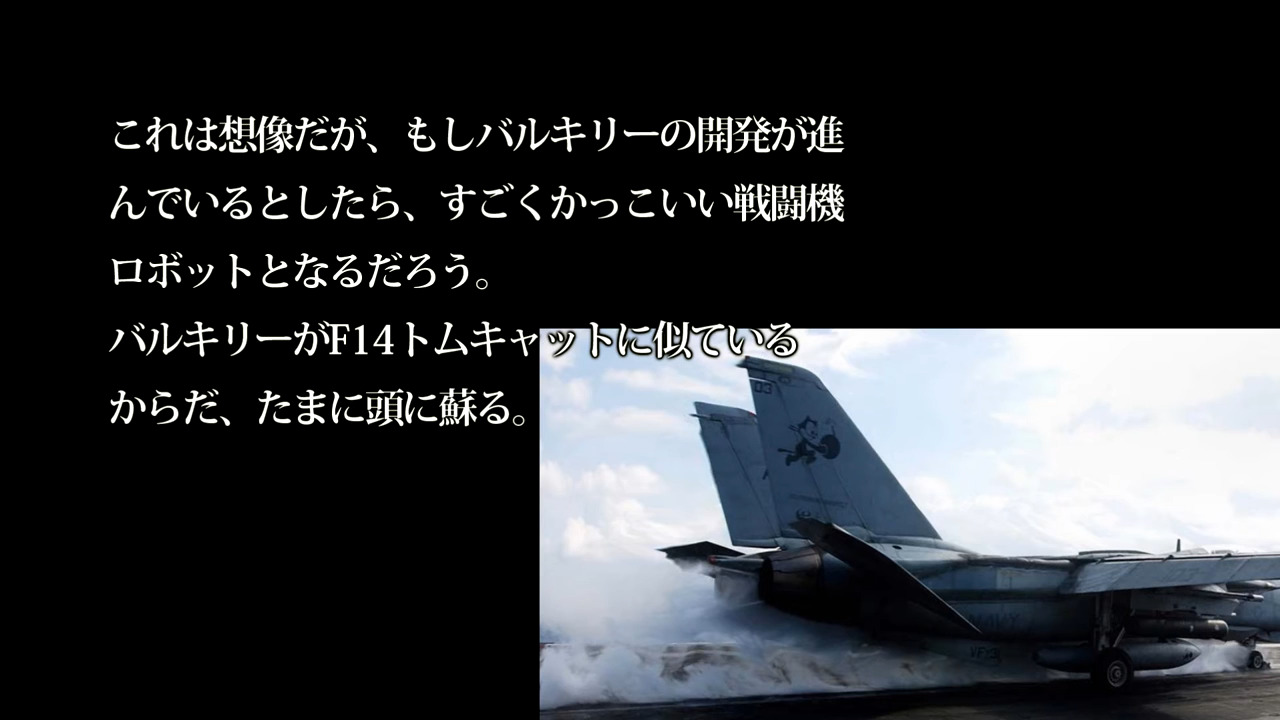 これは想像だが、もしバルキリーの開発が進
んでいるとしたら、すごくかっこいい戦闘機
ロボットとなるだろう。
バルキリーがF14トムキャットに似ている
からだ、たまに頭に蘇る。
03
NAVY